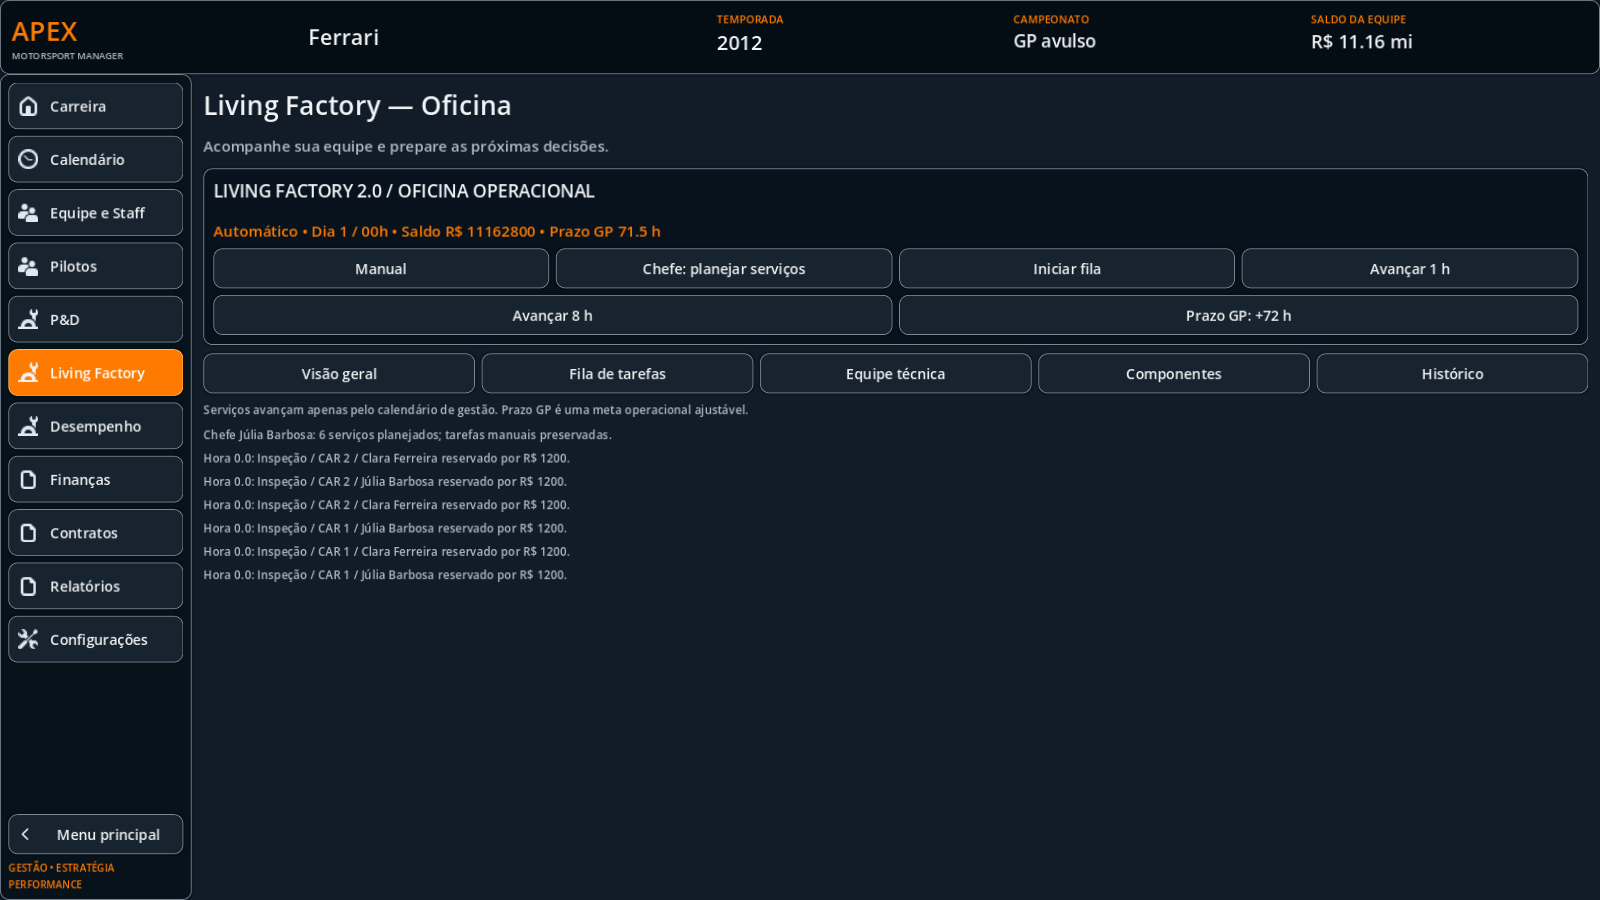 APEX
MOTORSPORT MANAGER
Ferrari
TEMPORADA
2012
CAMPEONATO
GP avulso
SALDO DA EQUIPE
R$ 11.16 mi
Carreira
Calendário
Equipe e Staff
Pilotos
P&D
Living Factory
Desempenho
Finanças
Contratos
Relatórios
Configurações
Menu principal
GESTÃO • ESTRATÉGIA
PERFORMANCE
Living Factory — Oficina
Acompanhe sua equipe e prepare as próximas decisões.
LIVING FACTORY 2.0 / OFICINA OPERACIONAL
Automático • Dia 1 / 00h • Saldo R$ 11162800 • Prazo GP 71.5 h
Manual
Chefe: planejar serviços
Iniciar fila
Avançar 1 h
Avançar 8 h
Prazo GP: +72 h
Visão geral
Fila de tarefas
Equipe técnica
Componentes
Histórico
Serviços avançam apenas pelo calendário de gestão. Prazo GP é uma meta operacional ajustável.
Chefe Júlia Barbosa: 6 serviços planejados; tarefas manuais preservadas.
Hora 0.0: Inspeção / CAR 2 / Clara Ferreira reservado por R$ 1200.
Hora 0.0: Inspeção / CAR 2 / Júlia Barbosa reservado por R$ 1200.
Hora 0.0: Inspeção / CAR 2 / Clara Ferreira reservado por R$ 1200.
Hora 0.0: Inspeção / CAR 1 / Júlia Barbosa reservado por R$ 1200.
Hora 0.0: Inspeção / CAR 1 / Clara Ferreira reservado por R$ 1200.
Hora 0.0: Inspeção / CAR 1 / Júlia Barbosa reservado por R$ 1200.